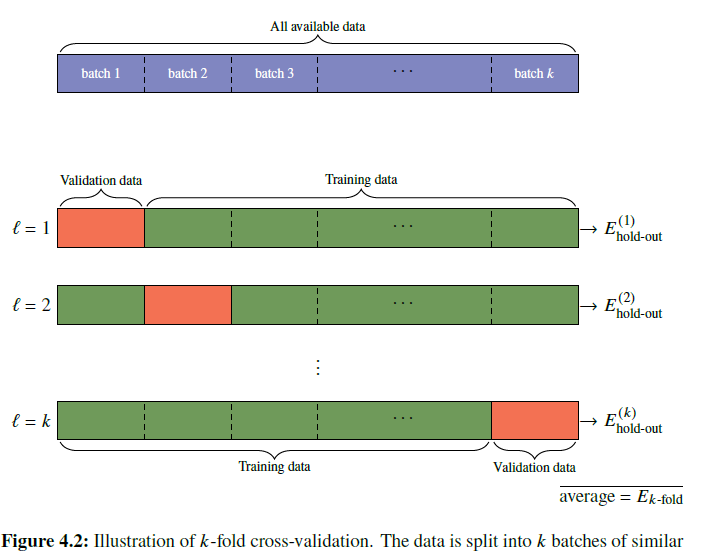 All available data
batch 1 batch 2 batch 3 ··· batch k
Validation data Training data
ℓ = 1 ··· → E^{(1)}_{hold-out}
ℓ = 2 ··· → E^{(2)}_{hold-out}
⋮
ℓ = k ··· → E^{(k)}_{hold-out}
Training data Validation data
average = E_{k-fold}
Figure 4.2: Illustration of k-fold cross-validation. The data is split into k batches of similar